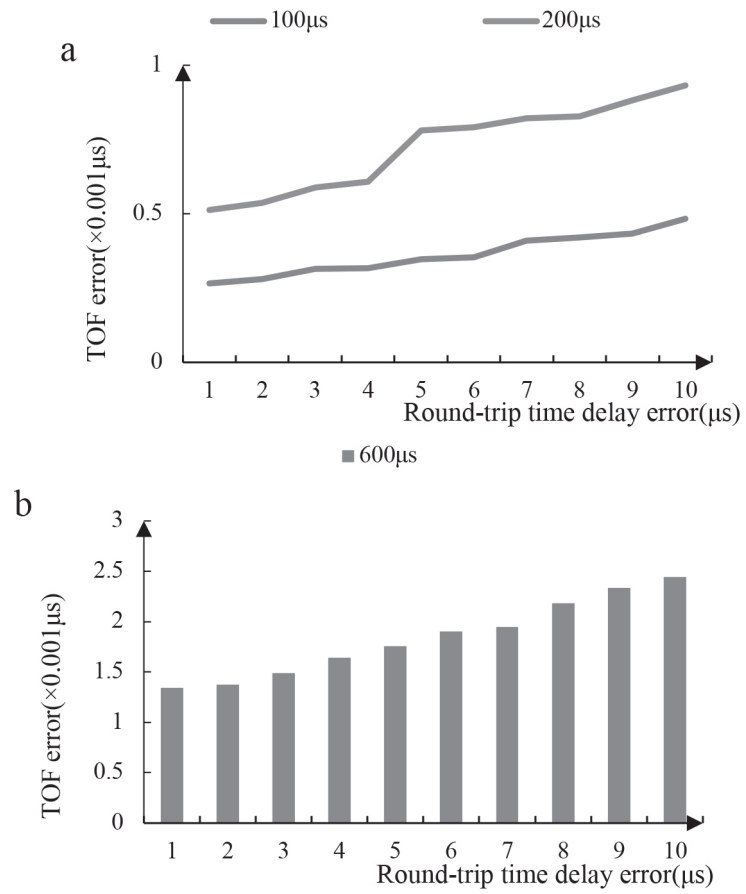 100μs 200μs
a
1
0.5
0
TOF error(×0.001μs)
1 2 3 4 5 6 7 8 9 10
Round-trip time delay error(μs)
600μs
b
3
2.5
2
1.5
1
0.5
0
TOF error(×0.001μs)
1 2 3 4 5 6 7 8 9 10
Round-trip time delay error(μs)